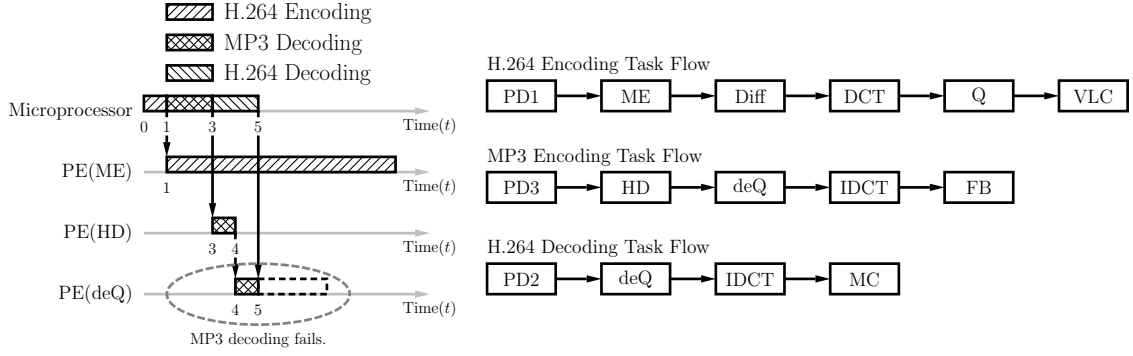 H.264 Encoding
MP3 Decoding
H.264 Decoding
Microprocessor
0 1 3 5 Time(t)
PE(ME)
1
PE(HD)
3 4 Time(t)
PE(deQ)
4 5 Time(t)
MP3 decoding fails.
H.264 Encoding Task Flow
PD1 ME Diff DCT Q VLC
MP3 Encoding Task Flow
PD3 HD deQ IDCT FB
H.264 Decoding Task Flow
PD2 deQ IDCT MC